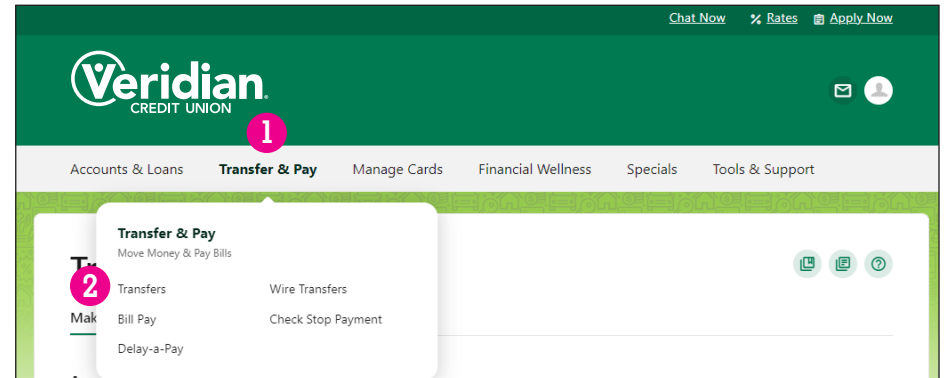 Chat Now % Rates Apply Now
Veridian
CREDIT UNION
1
Accounts & Loans Transfer & Pay Manage Cards Financial Wellness Specials Tools & Support
Transfer & Pay
Move Money & Pay Bills
2
Transfers Wire Transfers
Bill Pay Check Stop Payment
Delay-a-Pay